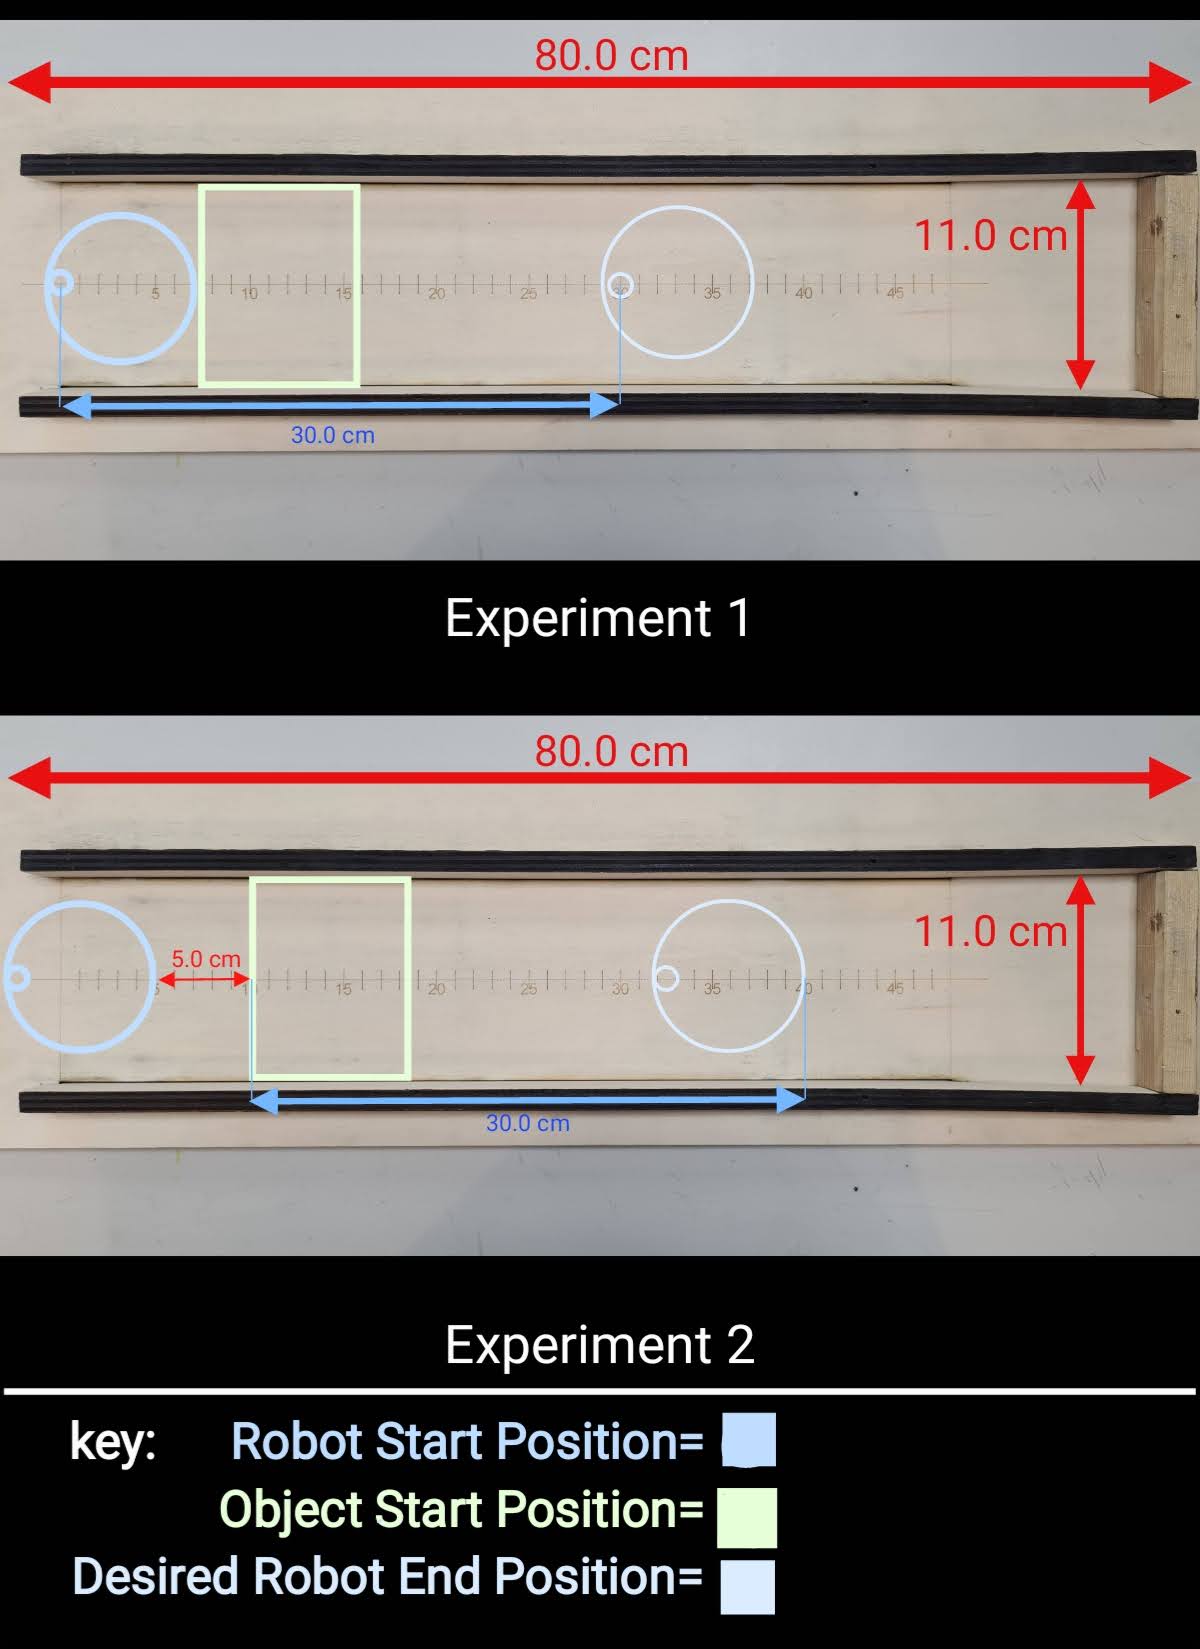 80.0 cm
11.0 cm
5 10 15 20 25 30 35 40 45
30.0 cm
Experiment 1
80.0 cm
11.0 cm
5.0 cm
5 15 20 25 30 35 40 45
30.0 cm
Experiment 2
key: Robot Start Position=
Object Start Position=
Desired Robot End Position=